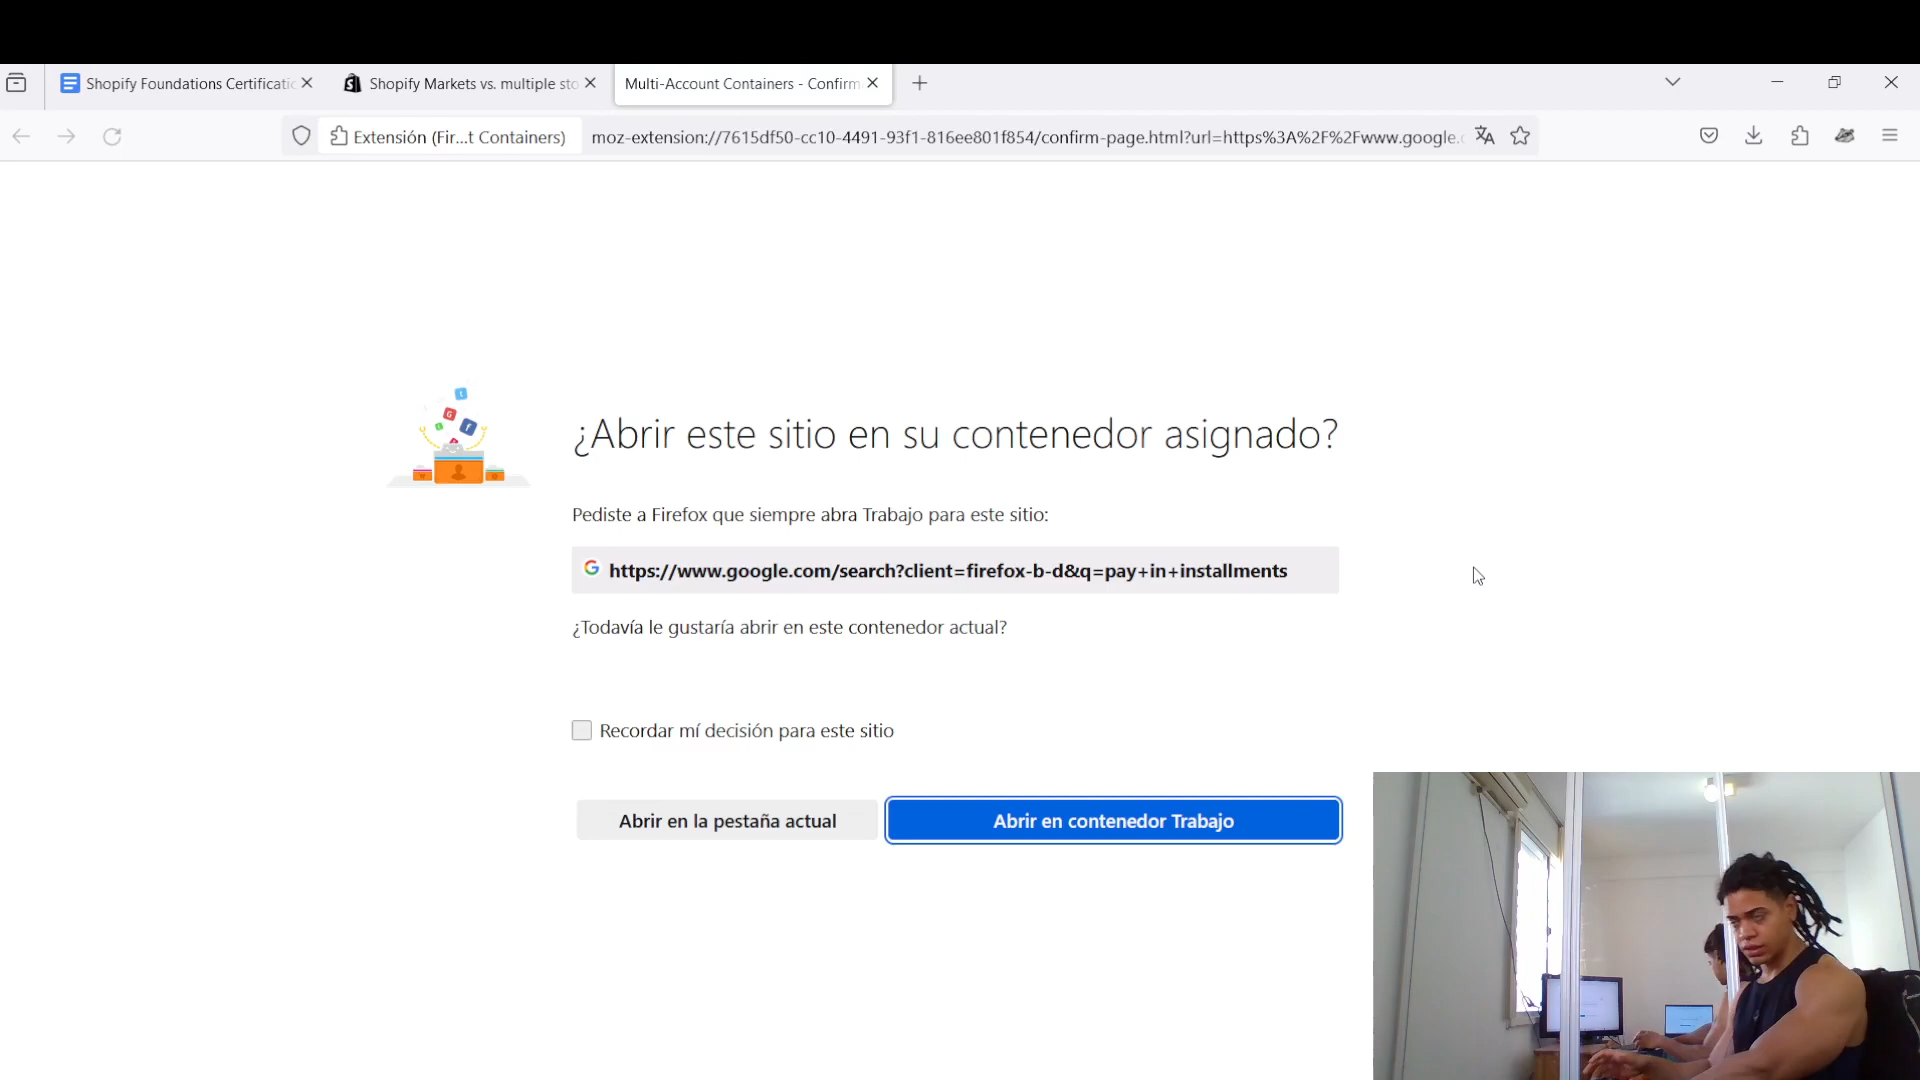 Shopify Foundations Certificatio
Shopify Markets vs. multiple sto
Multi-Account Containers - Confirm
Extensión (Fir...t Containers)
moz-extension://7615df50-cc10-4491-93f1-816ee801f854/confirm-page.html?url=https%3A%2F%2Fwww.google.c
¿Abrir este sitio en su contenedor asignado?
Pediste a Firefox que siempre abra Trabajo para este sitio:
https://www.google.com/search?client=firefox-b-d&q=pay+in+installments
¿Todavía le gustaría abrir en este contenedor actual?
Recordar mí decisión para este sitio
Abrir en la pestaña actual
Abrir en contenedor Trabajo